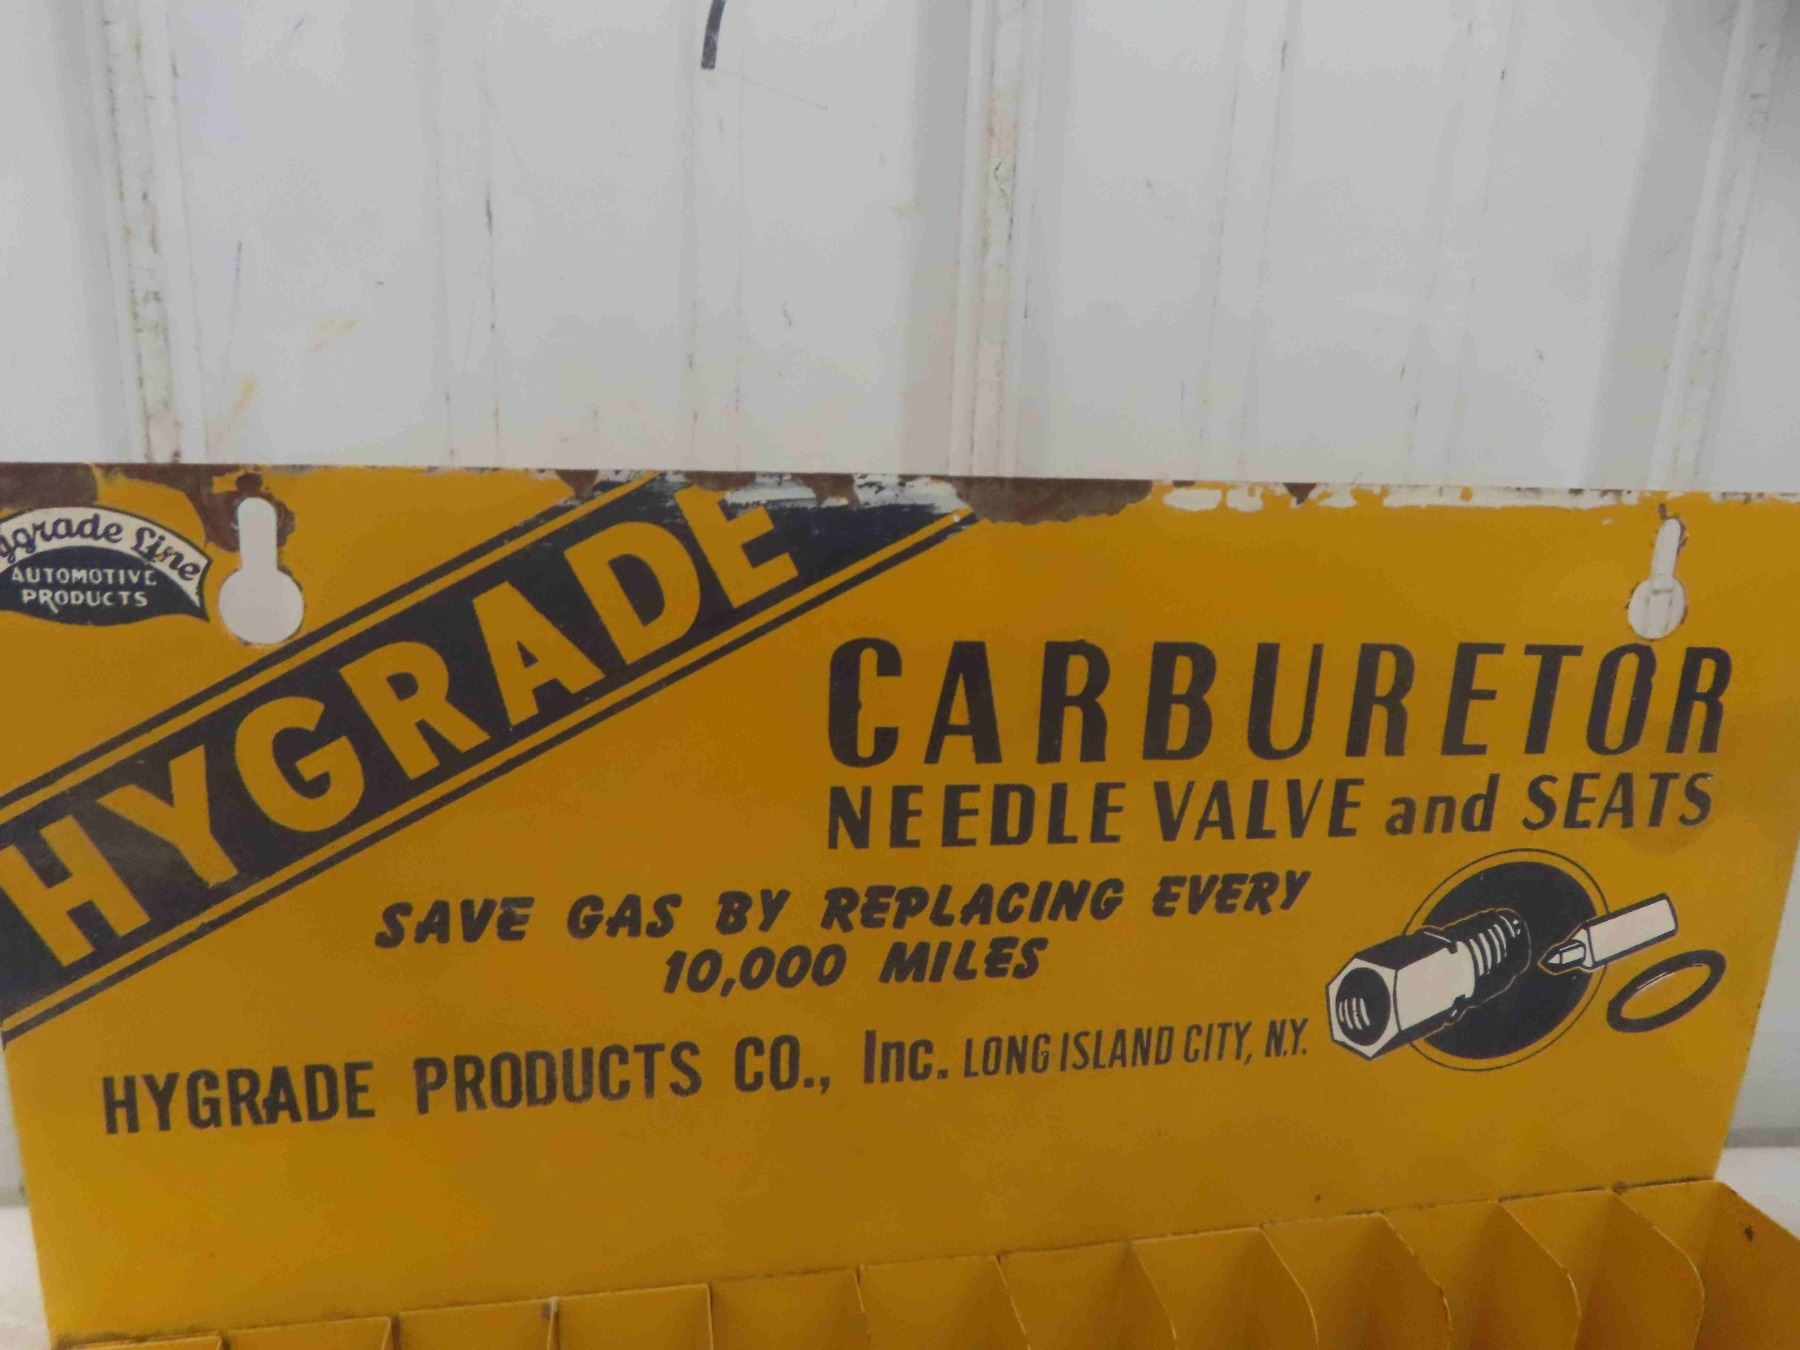 Line
AUTOMOTIVE
PRODUCTS
HYGRADE
CARBURETOR
NEEDLE VALVE and SEATS
SAVE GAS BY REPLACING EVERY
10,000 MILES
HYGRADE PRODUCTS CO., Inc. LONG ISLAND CITY, N.Y.